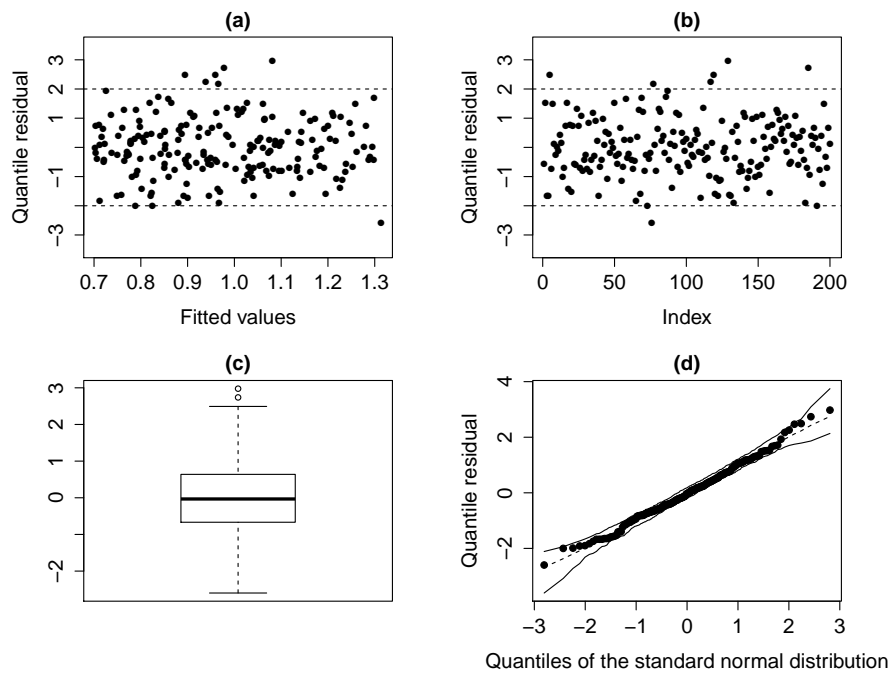 (a)
Quantile residual
3
2
1
−1
−3
0.7 0.8 0.9 1.0 1.1 1.2 1.3
Fitted values
(b)
Quantile residual
3
2
1
−1
−3
0 50 100 150 200
Index
(c)
3
2
1
0
−2
(d)
Quantile residual
4
2
0
−2
−3 −2 −1 0 1 2 3
Quantiles of the standard normal distribution